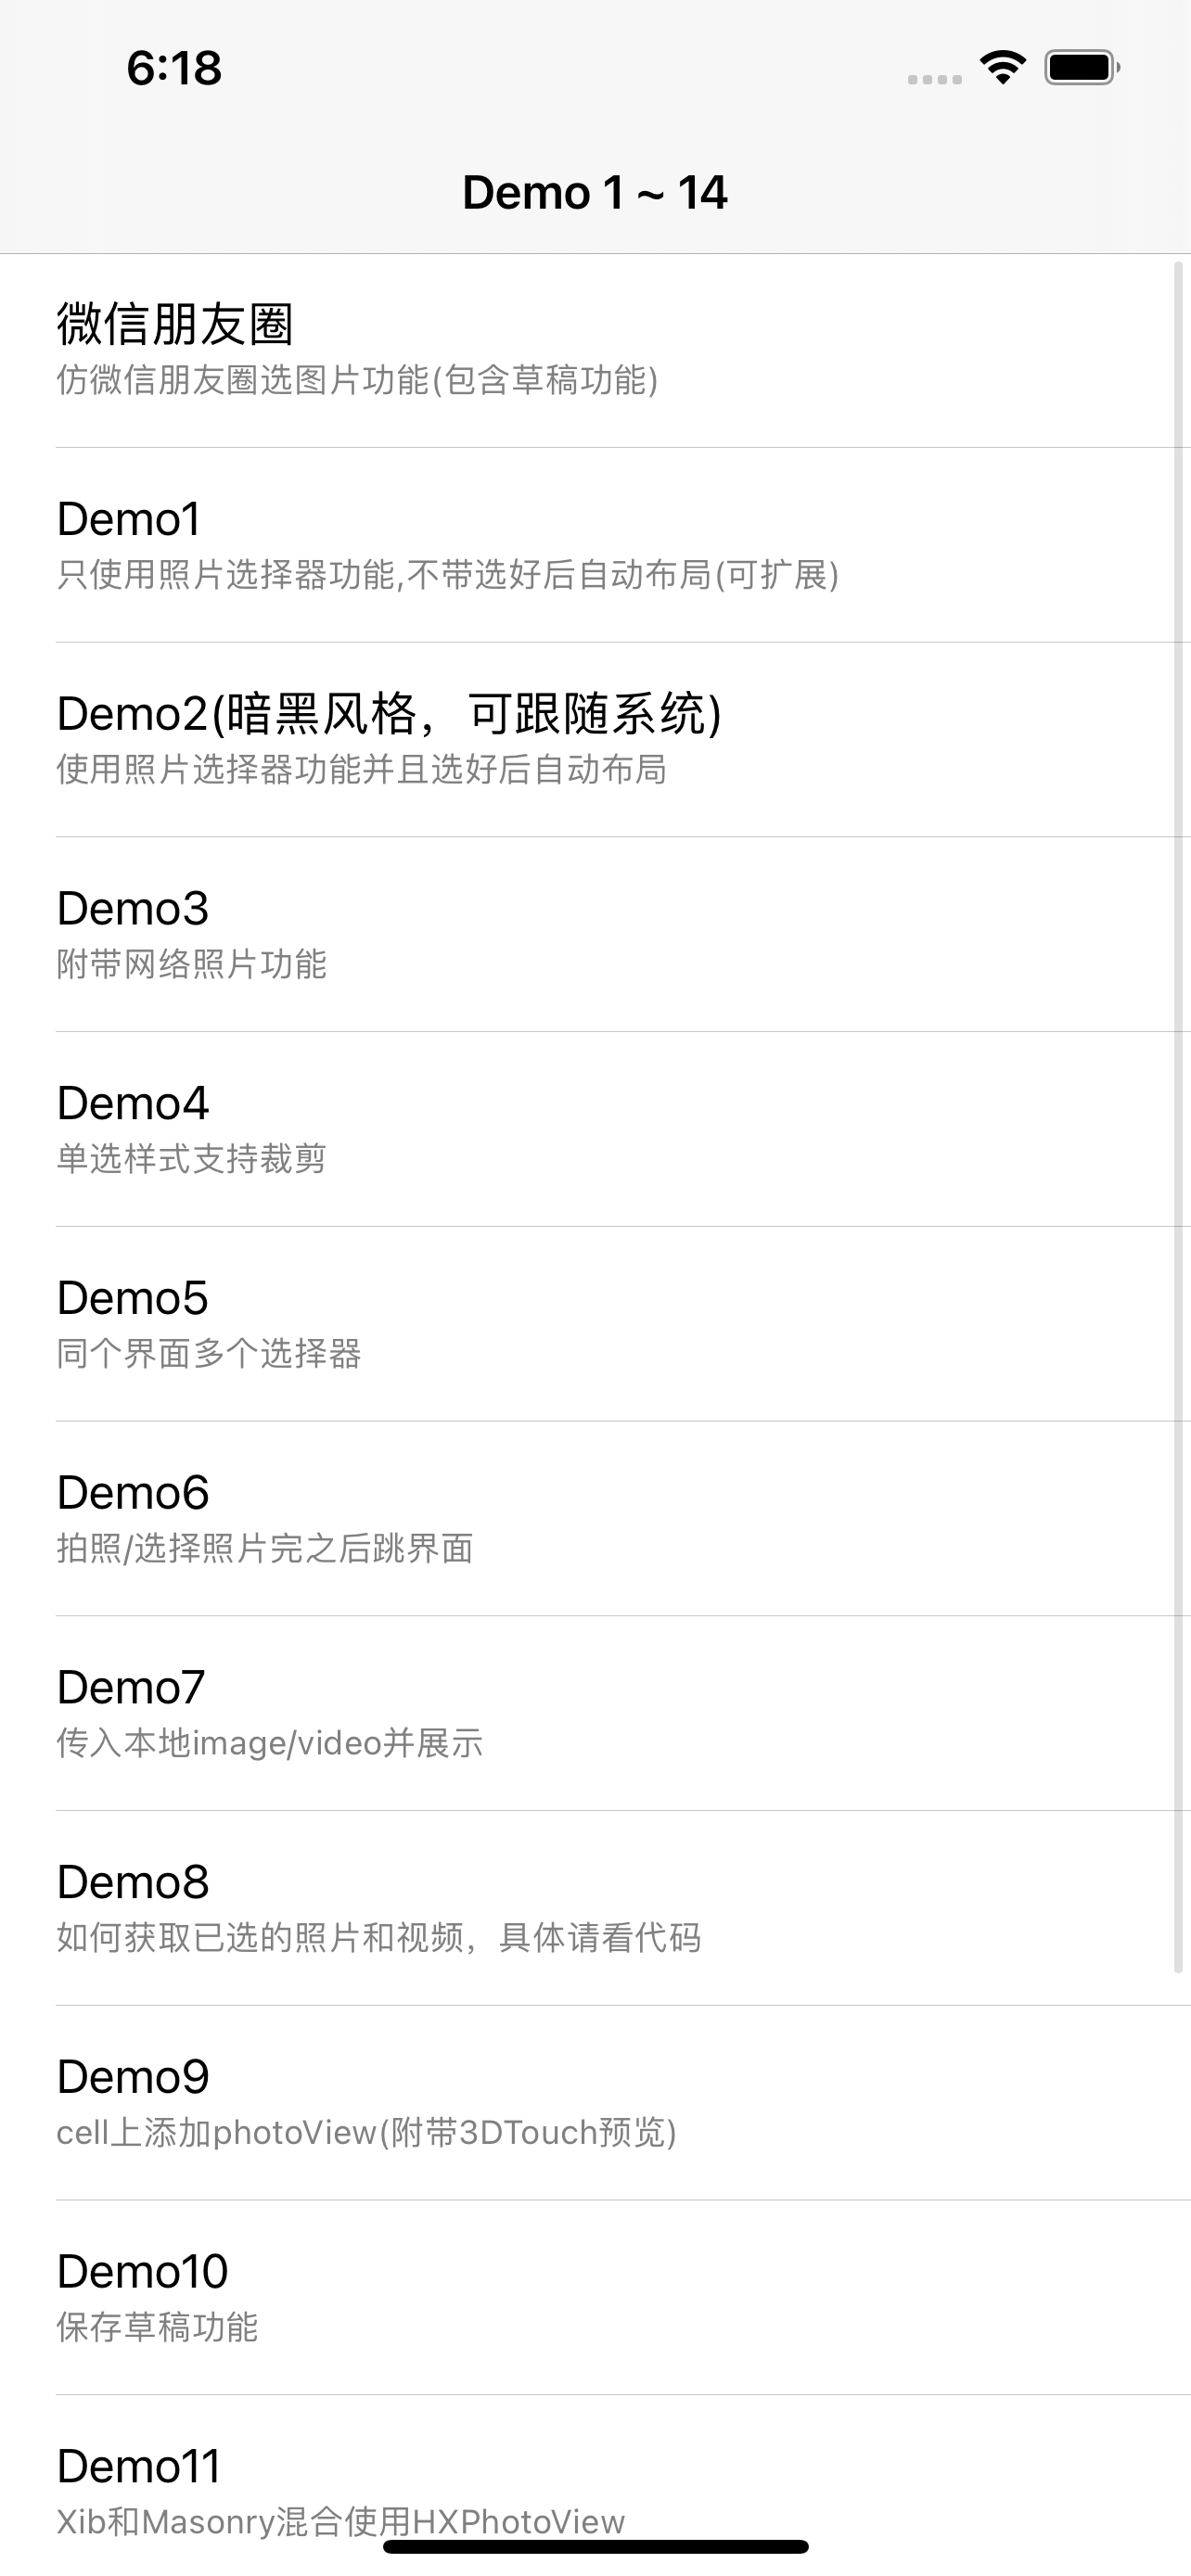 6:18
Demo 1 ~ 14
微信朋友圈
仿微信朋友圈选图片功能(包含草稿功能)
Demo1
只使用照片选择器功能,不带选好后自动布局(可扩展)
Demo2(暗黑风格，可跟随系统)
使用照片选择器功能并且选好后自动布局
Demo3
附带网络照片功能
Demo4
单选样式支持裁剪
Demo5
同个界面多个选择器
Demo6
拍照/选择照片完之后跳界面
Demo7
传入本地image/video并展示
Demo8
如何获取已选的照片和视频，具体请看代码
Demo9
cell上添加photoView(附带3DTouch预览)
Demo10
保存草稿功能
Demo11
Xib和Masonry混合使用HXPhotoView